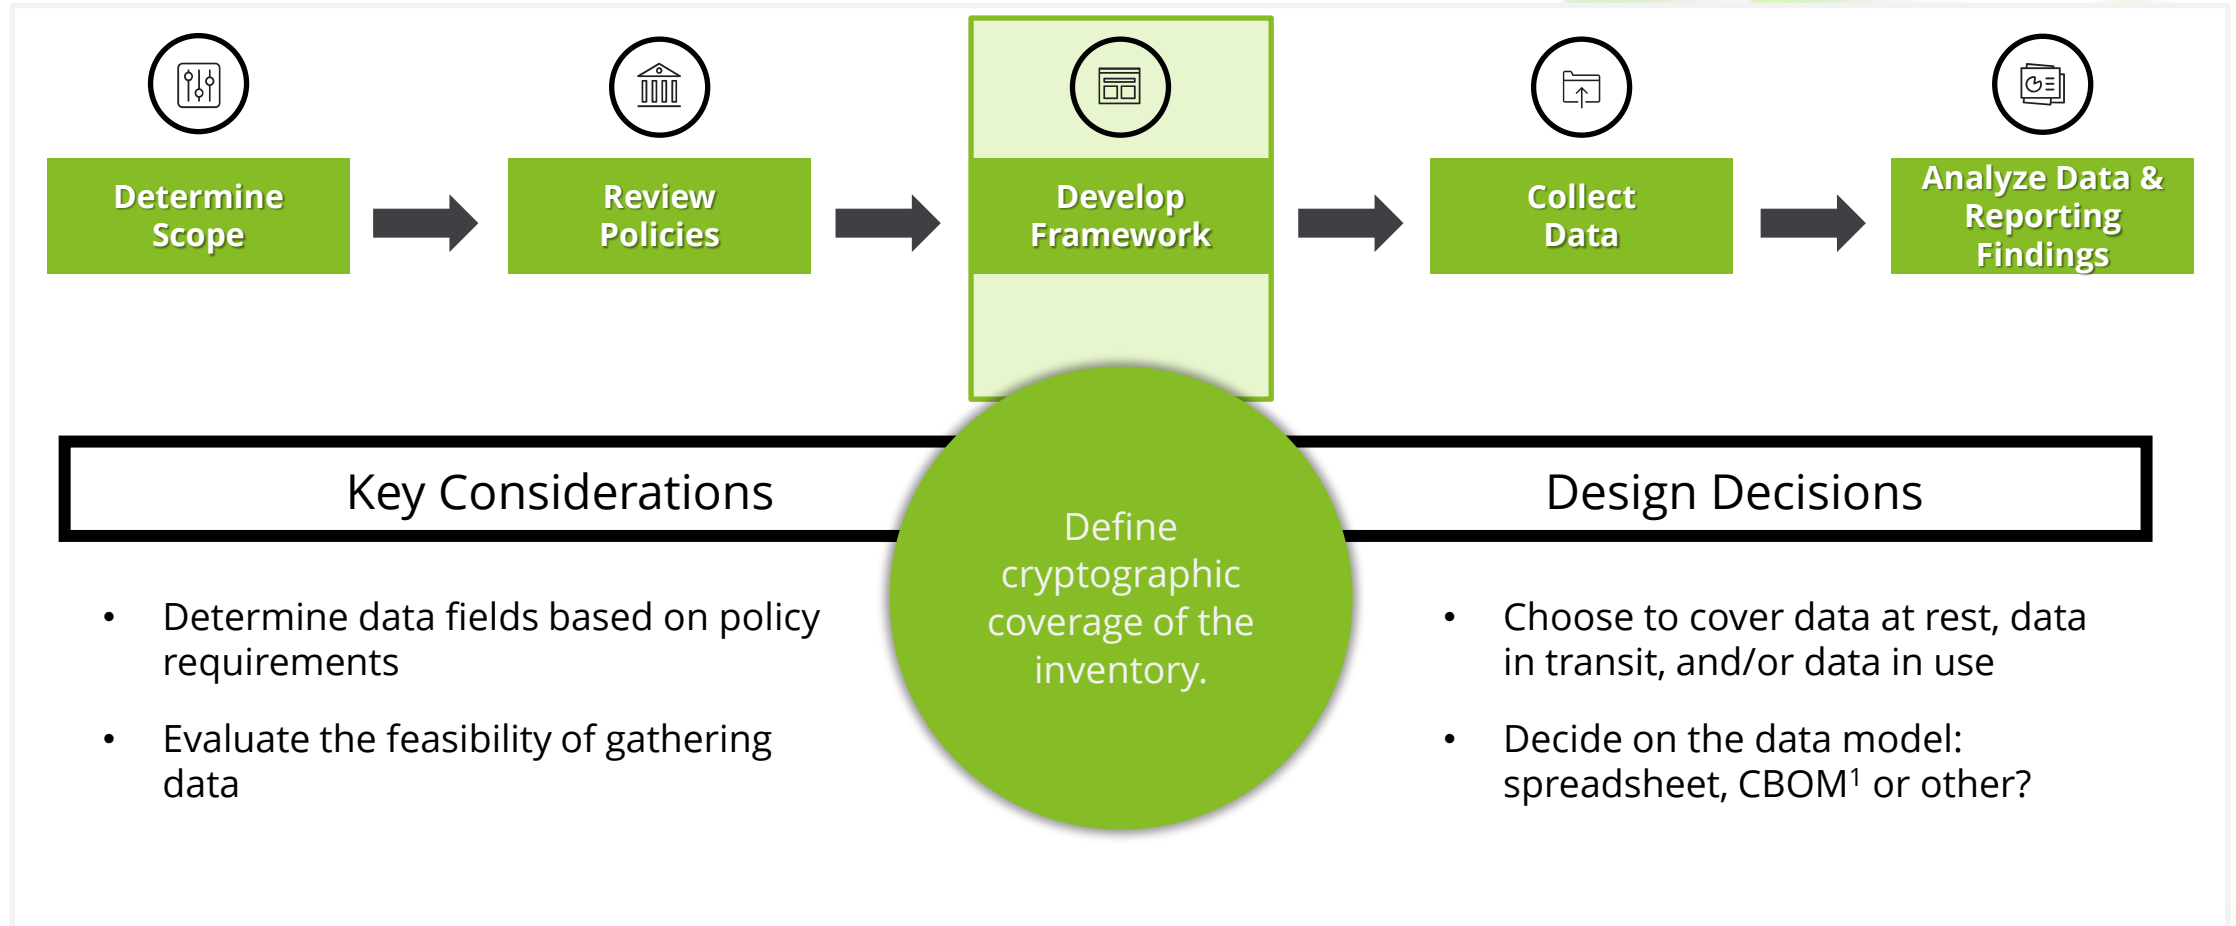 Determine
Scope
Review
Policies
Develop
Framework
Collect
Data
Analyze Data &
Reporting
Findings
Key Considerations
Design Decisions
Define
cryptographic
coverage of the
inventory.
• Determine data fields based on policy
requirements
• Evaluate the feasibility of gathering
data
• Choose to cover data at rest, data
in transit, and/or data in use
• Decide on the data model:
spreadsheet, CBOM¹ or other?